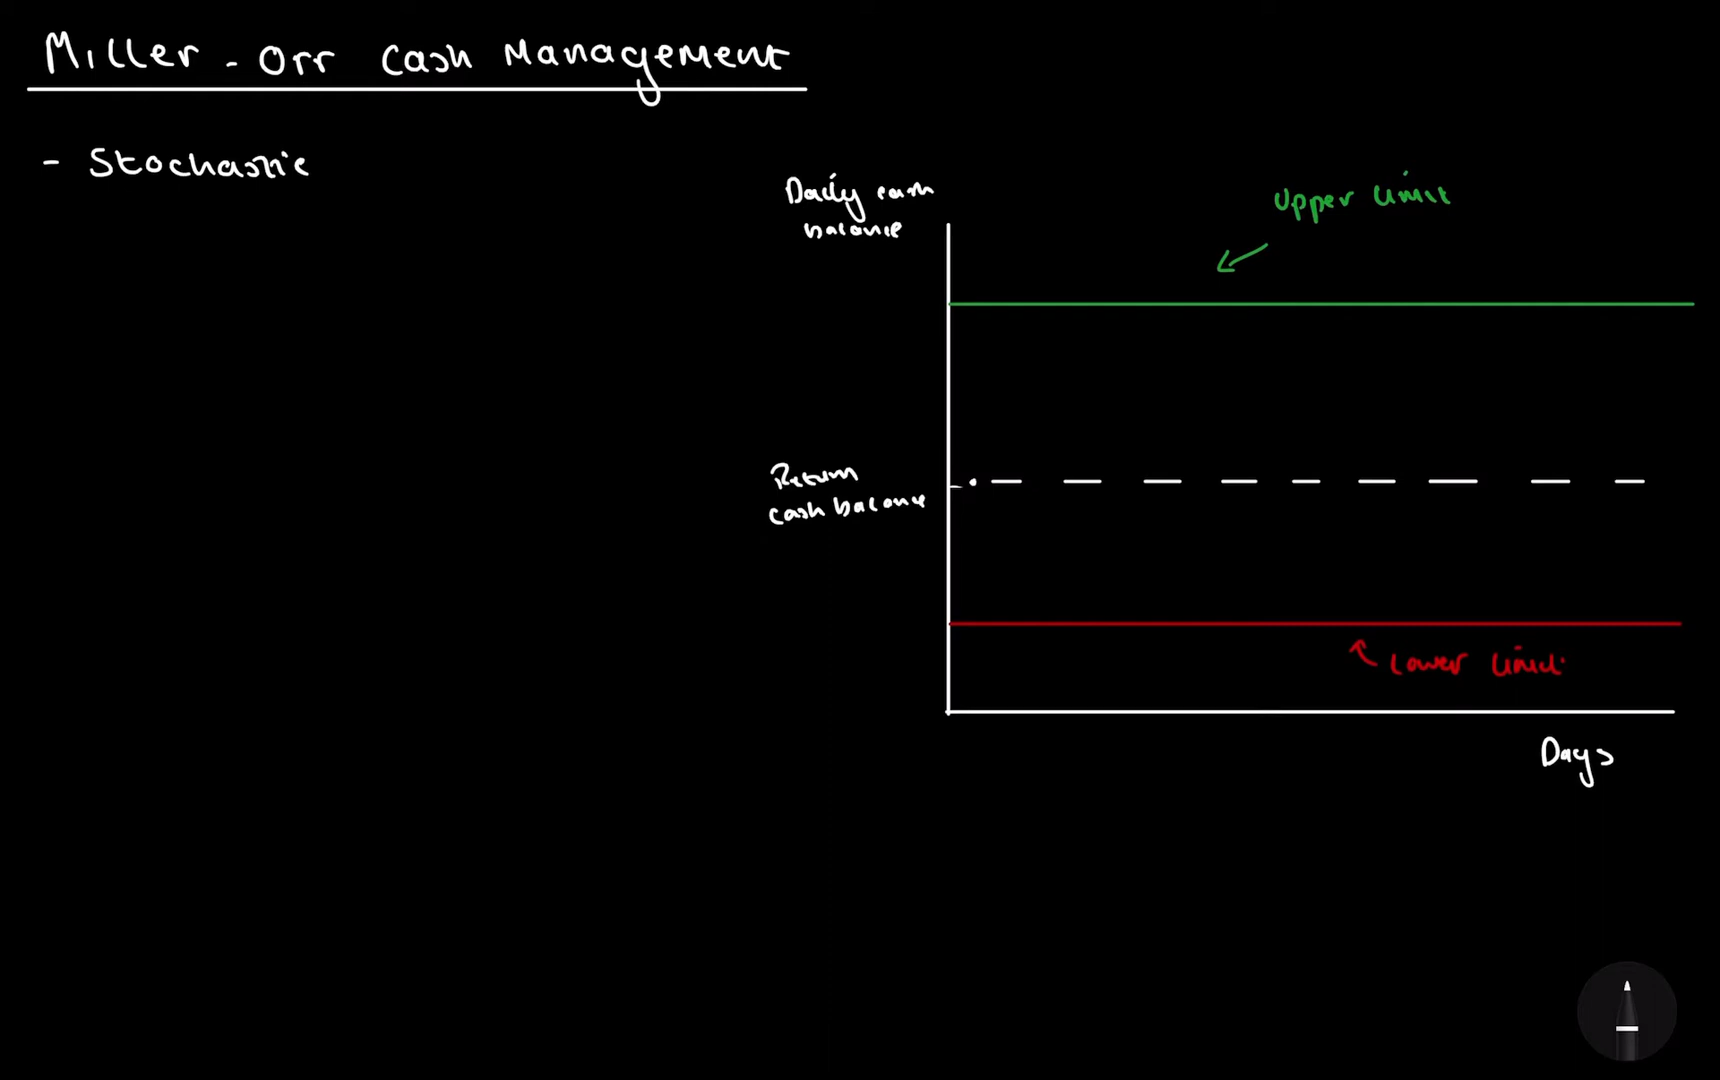 Miller - Orr Cash Management
- Stochastic
Daily cash
balance
Upper limit
Return
cash balance
Lower limit
Days